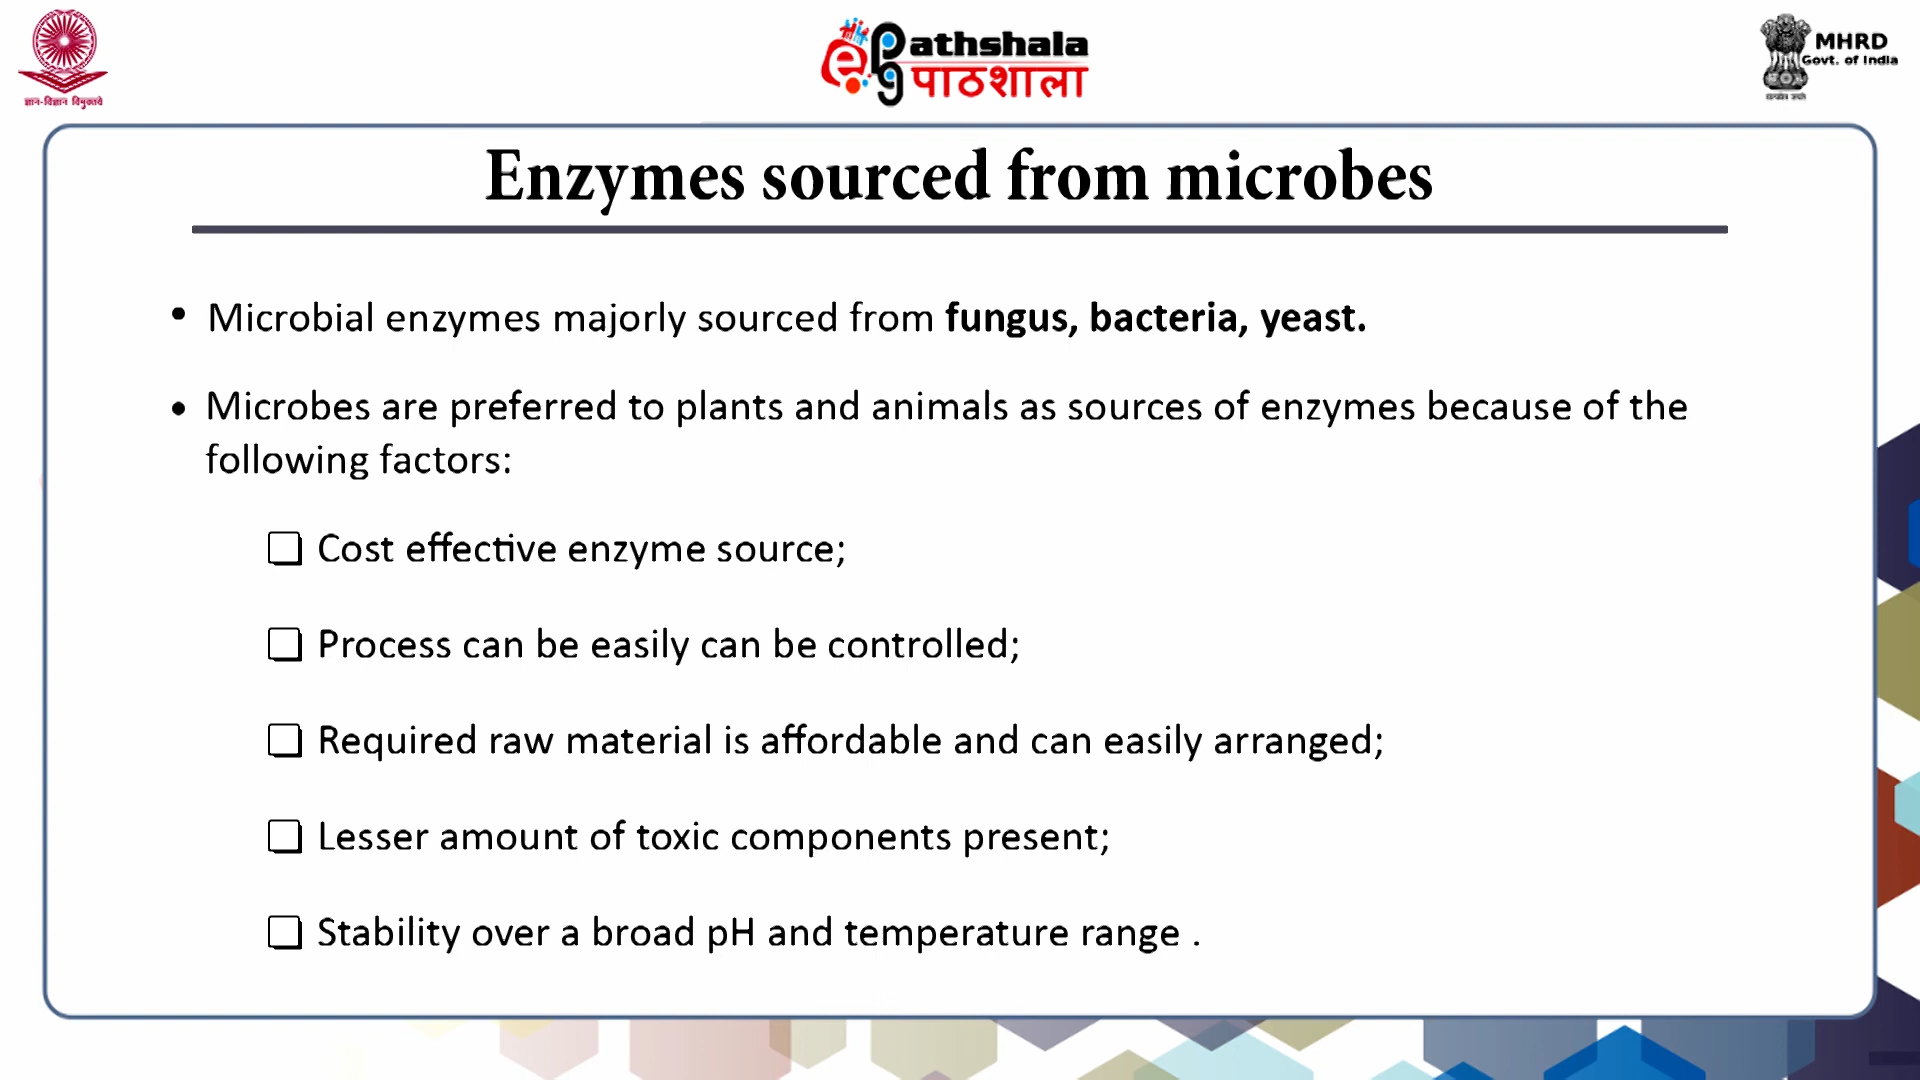 ज्ञान-विज्ञान विमुक्तये
e pg Pathshala
पाठशाला
MHRD
Govt. of India
Enzymes sourced from microbes
• Microbial enzymes majorly sourced from fungus, bacteria, yeast.
• Microbes are preferred to plants and animals as sources of enzymes because of the
following factors:
❏ Cost effective enzyme source;
❏ Process can be easily can be controlled;
❏ Required raw material is affordable and can easily arranged;
❏ Lesser amount of toxic components present;
❏ Stability over a broad pH and temperature range .